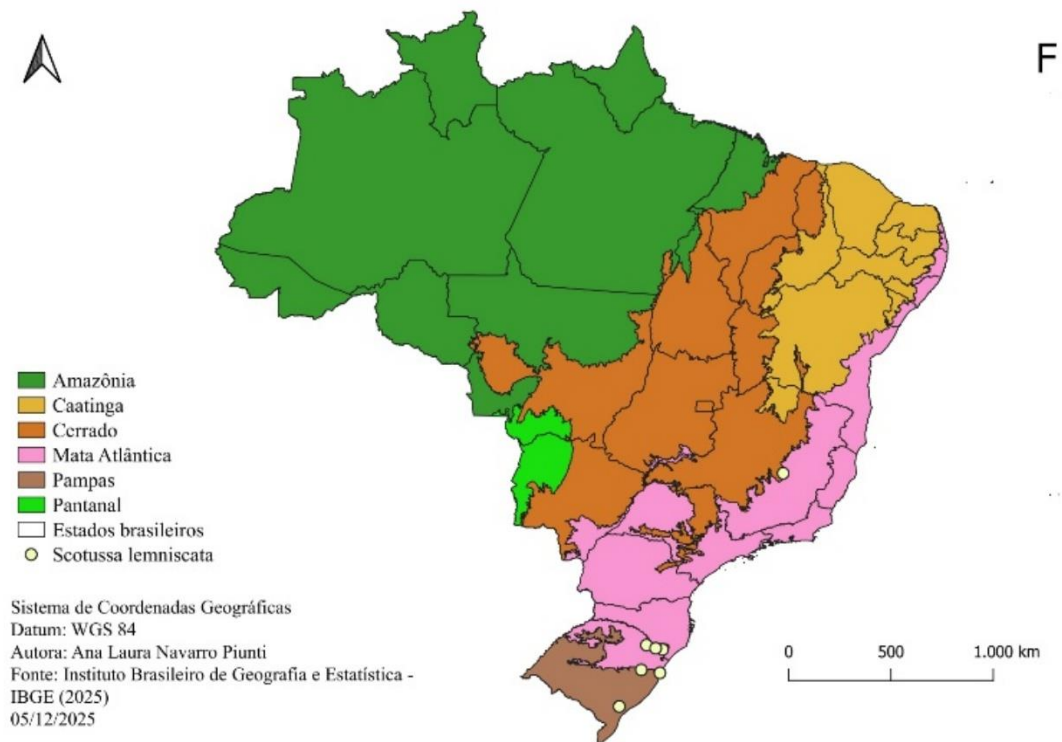 F
Amazônia
Caatinga
Cerrado
Mata Atlântica
Pampas
Pantanal
Estados brasileiros
Scotussa lemniscata
Sistema de Coordenadas Geográficas
Datum: WGS 84
Autora: Ana Laura Navarro Piunti
Fonte: Instituto Brasileiro de Geografia e Estatística -
IBGE (2025)
05/12/2025
0 500 1.000 km